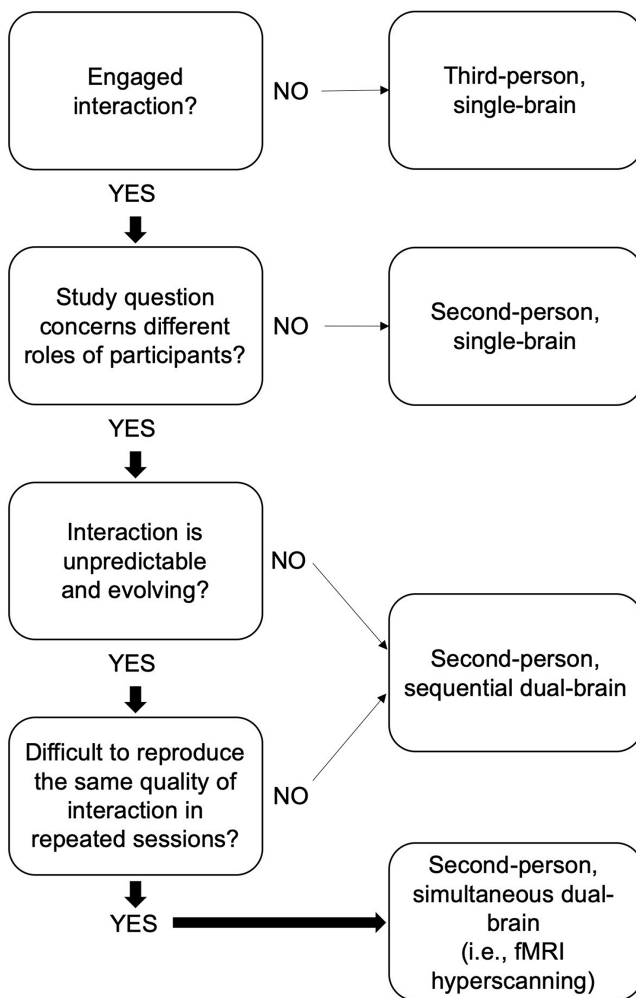 Engaged
interaction?
NO
Third-person,
single-brain
YES
Study question
concerns different
roles of participants?
NO
Second-person,
single-brain
YES
Interaction is
unpredictable
and evolving?
NO
Second-person,
sequential dual-brain
YES
Difficult to reproduce
the same quality of
interaction in
repeated sessions?
NO
YES
Second-person,
simultaneous dual-
brain
(i.e., fMRI
hyperscanning)